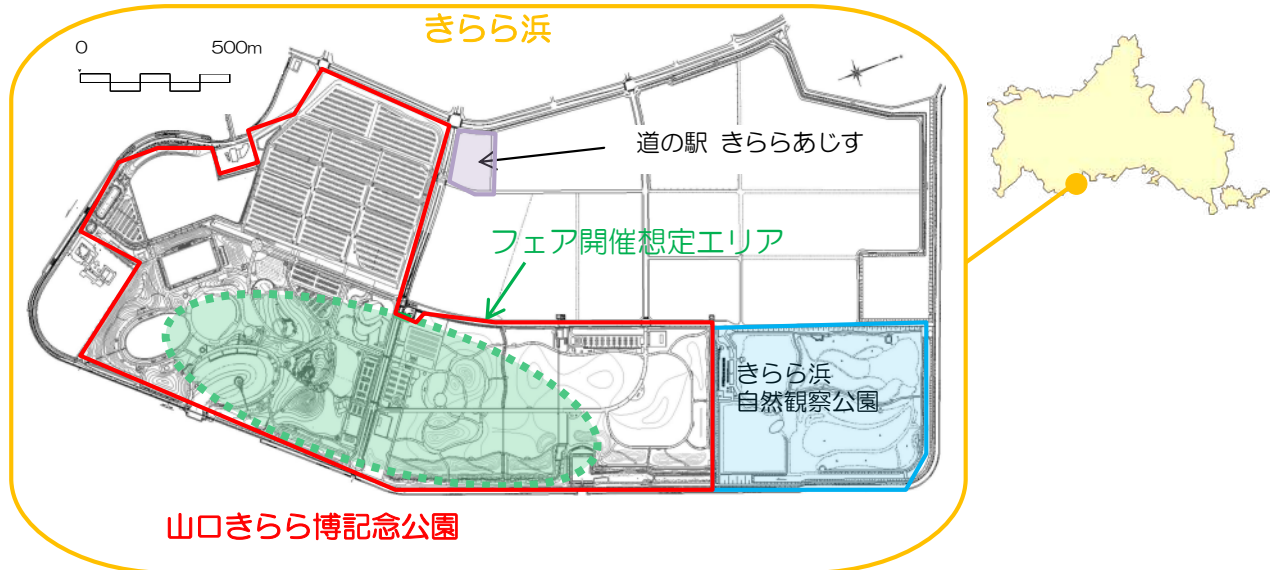 きらら浜
0 500m
道の駅 きららあじす
フェア開催想定エリア
きらら浜
自然観察公園
山口きらら博記念公園